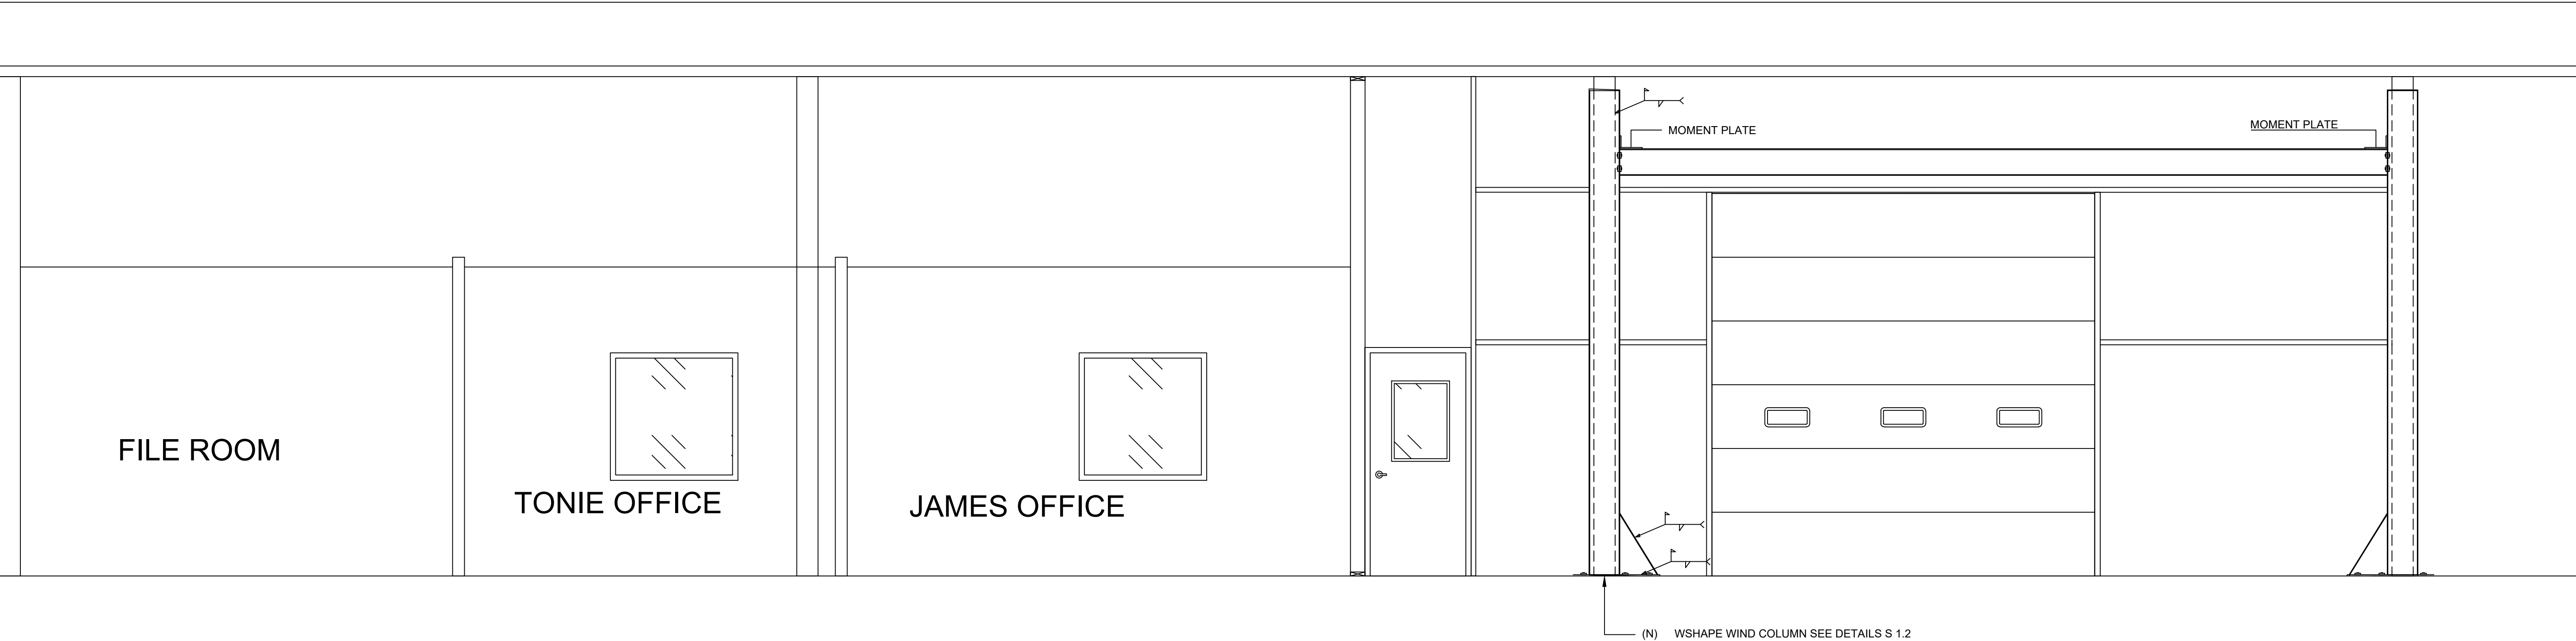 MOMENT PLATE
MOMENT PLATE
FILE ROOM
TONIE OFFICE
JAMES OFFICE
(N) WSHAPE WIND COLUMN SEE DETAILS S 1.2